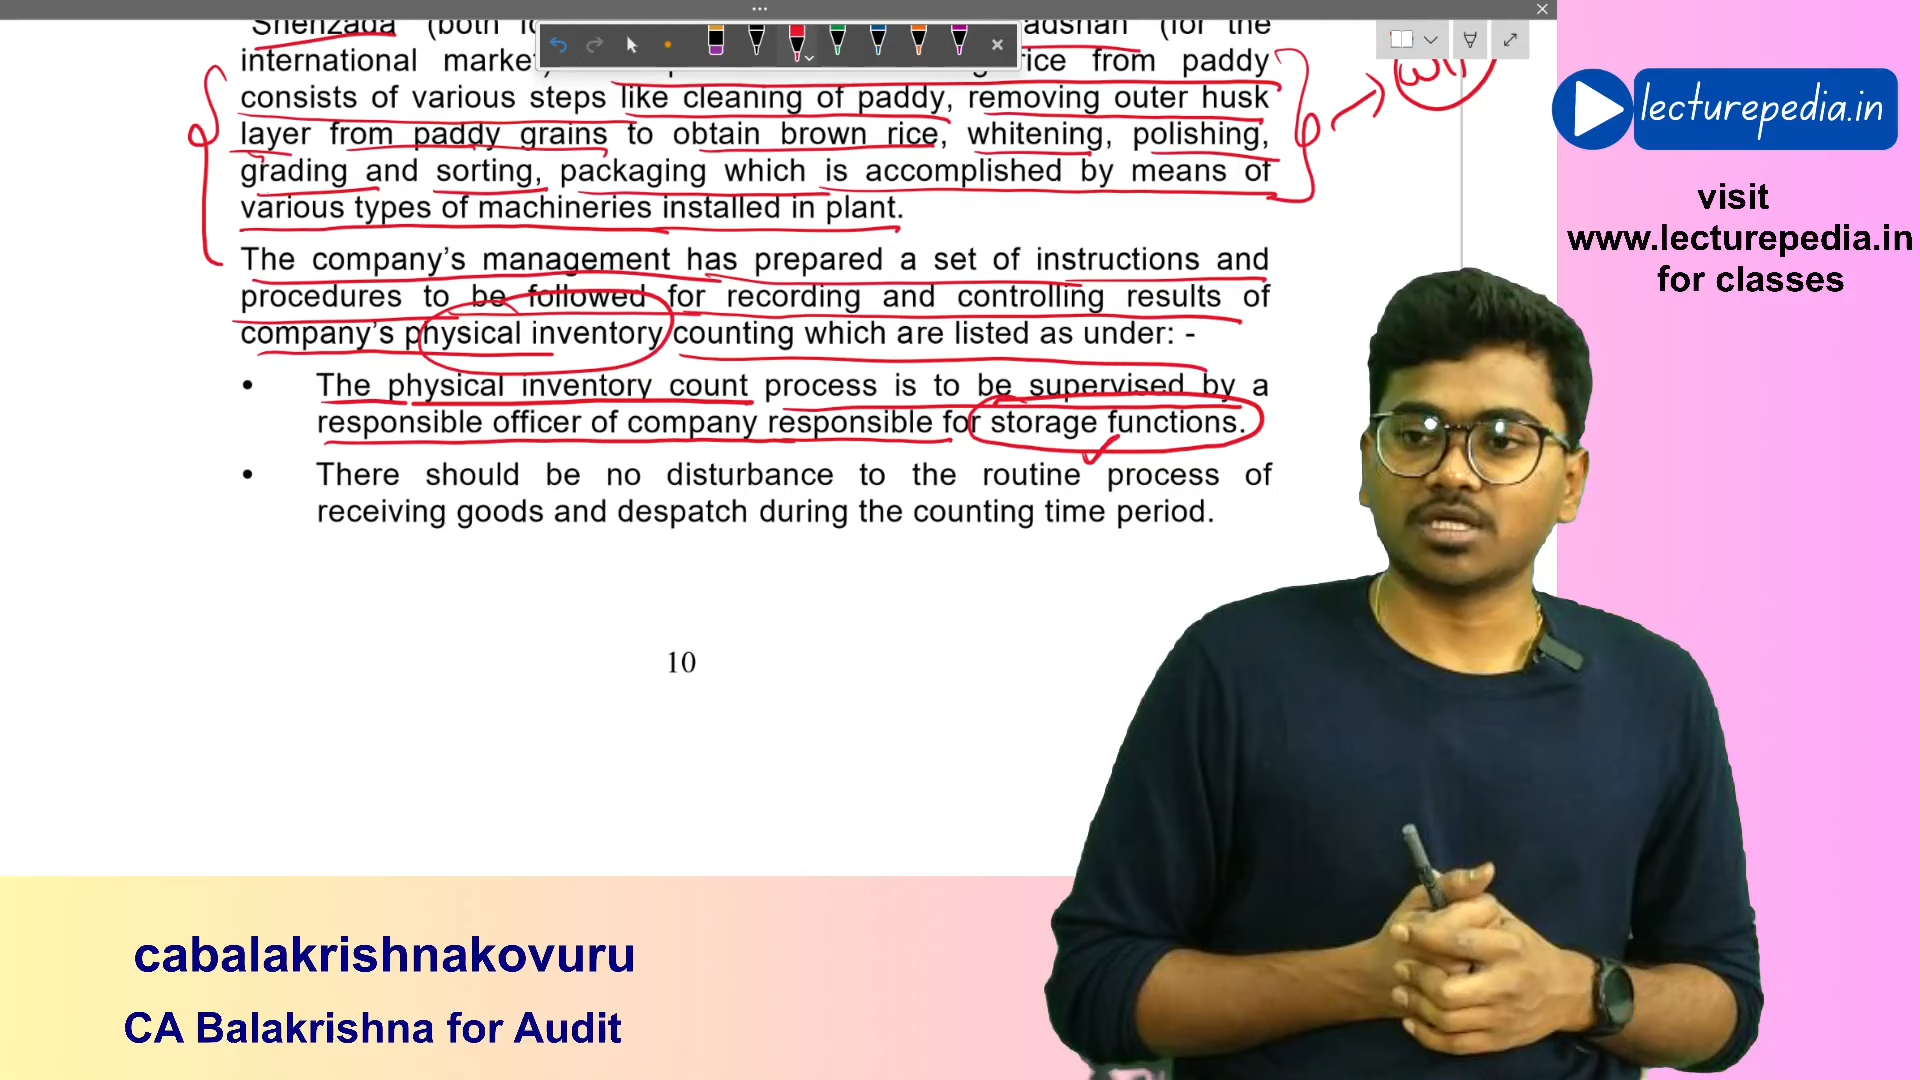 Shehzada (both
adshah (for the
international market
rice from paddy
consists of various steps like cleaning of paddy, removing outer husk
layer from paddy grains to obtain brown rice, whitening, polishing,
grading and sorting, packaging which is accomplished by means of
various types of machineries installed in plant.
The company's management has prepared a set of instructions and
procedures to be followed for recording and controlling results of
company's physical inventory counting which are listed as under: -
• The physical inventory count process is to be supervised by a
responsible officer of company responsible for storage functions.
• There should be no disturbance to the routine process of
receiving goods and despatch during the counting time period.
10
lecturepedia.in
visit
www.lecturepedia.in
for classes
cabalakrishnakovuru
CA Balakrishna for Audit